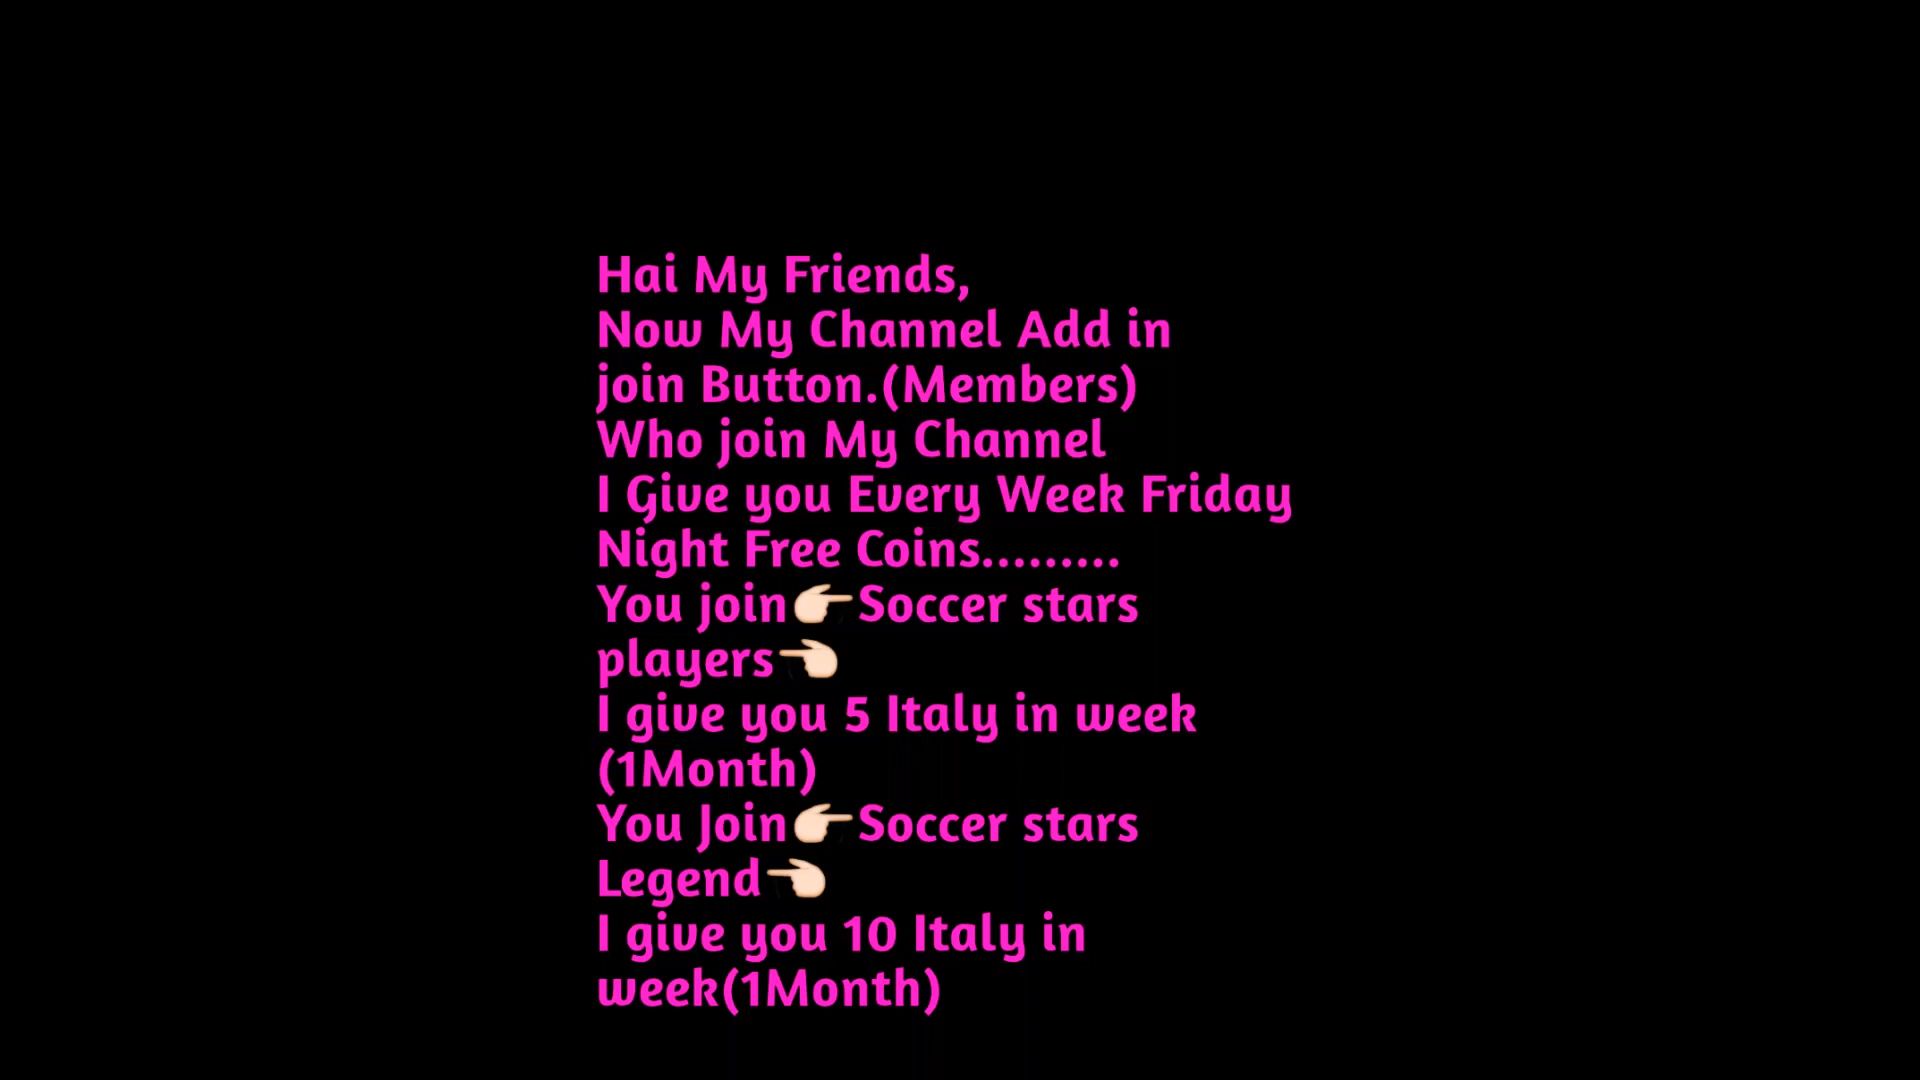 Hai My Friends,
Now My Channel Add in
join Button.(Members)
Who join My Channel
I Give you Every Week Friday
Night Free Coins.........
You join👉🏻Soccer stars
players👈🏻
I give you 5 Italy in week
(1Month)
You Join👉🏻Soccer stars
Legend👈🏻
I give you 10 Italy in
week(1Month)